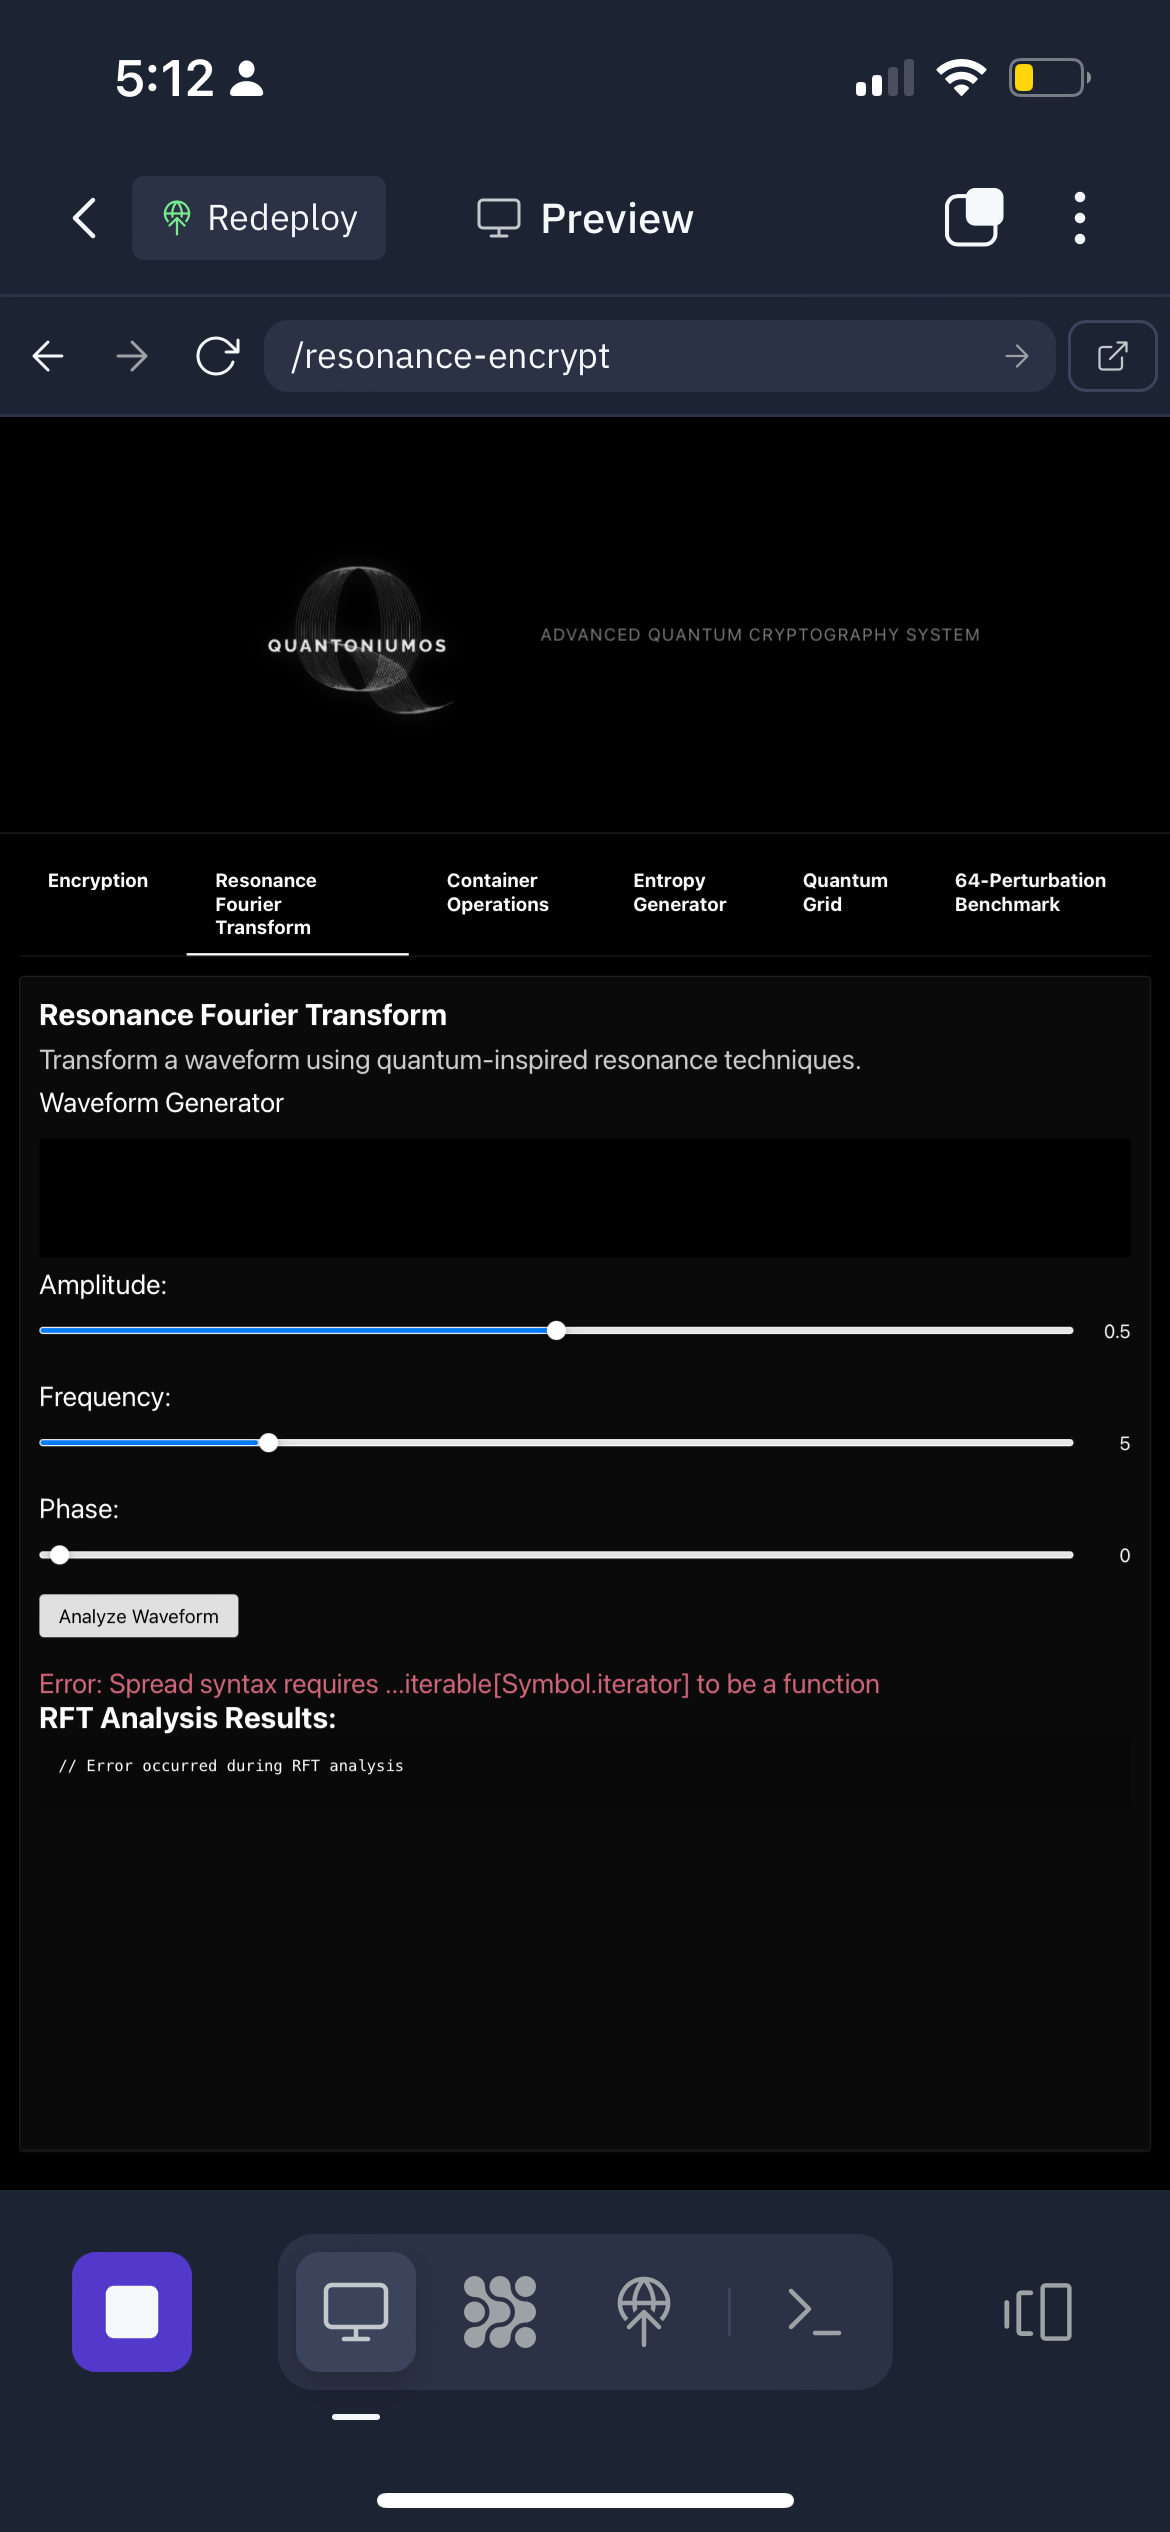 5:12
Redeploy
Preview
/resonance-encrypt
QUANTONIUMOS
ADVANCED QUANTUM CRYPTOGRAPHY SYSTEM
Encryption
Resonance
Fourier
Transform
Container
Operations
Entropy
Generator
Quantum
Grid
64-Perturbation
Benchmark
Resonance Fourier Transform
Transform a waveform using quantum-inspired resonance techniques.
Waveform Generator
Amplitude:
0.5
Frequency:
5
Phase:
0
Analyze Waveform
Error: Spread syntax requires ...iterable[Symbol.iterator] to be a function
RFT Analysis Results:
// Error occurred during RFT analysis